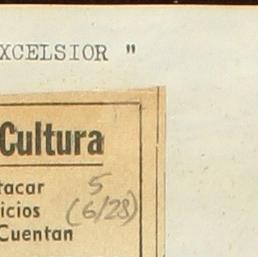 XCELSIOR "
Cultura
tacar 5
icios (6/28)
Cuentan